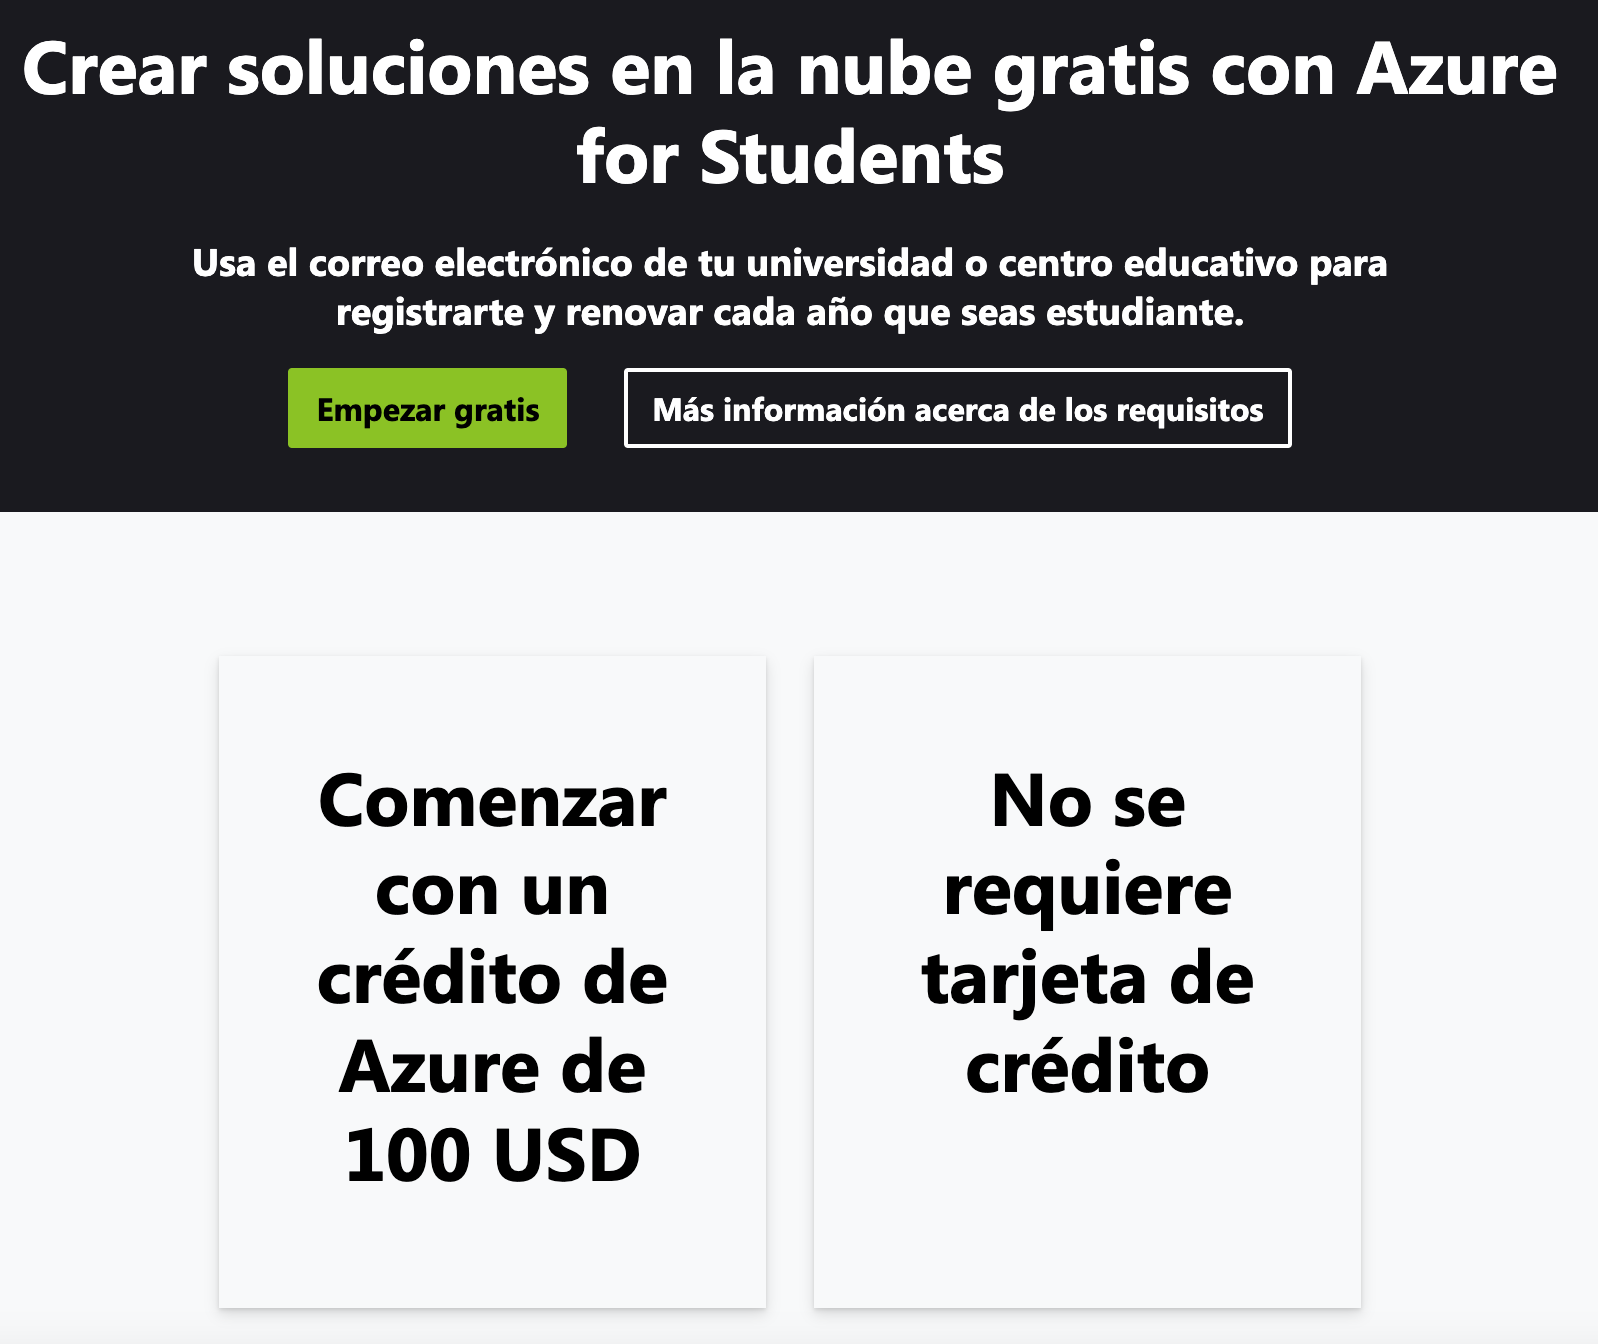 Crear soluciones en la nube gratis con Azure
for Students
Usa el correo electrónico de tu universidad o centro educativo para
registrarte y renovar cada año que seas estudiante.
Empezar gratis
Más información acerca de los requisitos
Comenzar
con un
crédito de
Azure de
100 USD
No se
requiere
tarjeta de
crédito